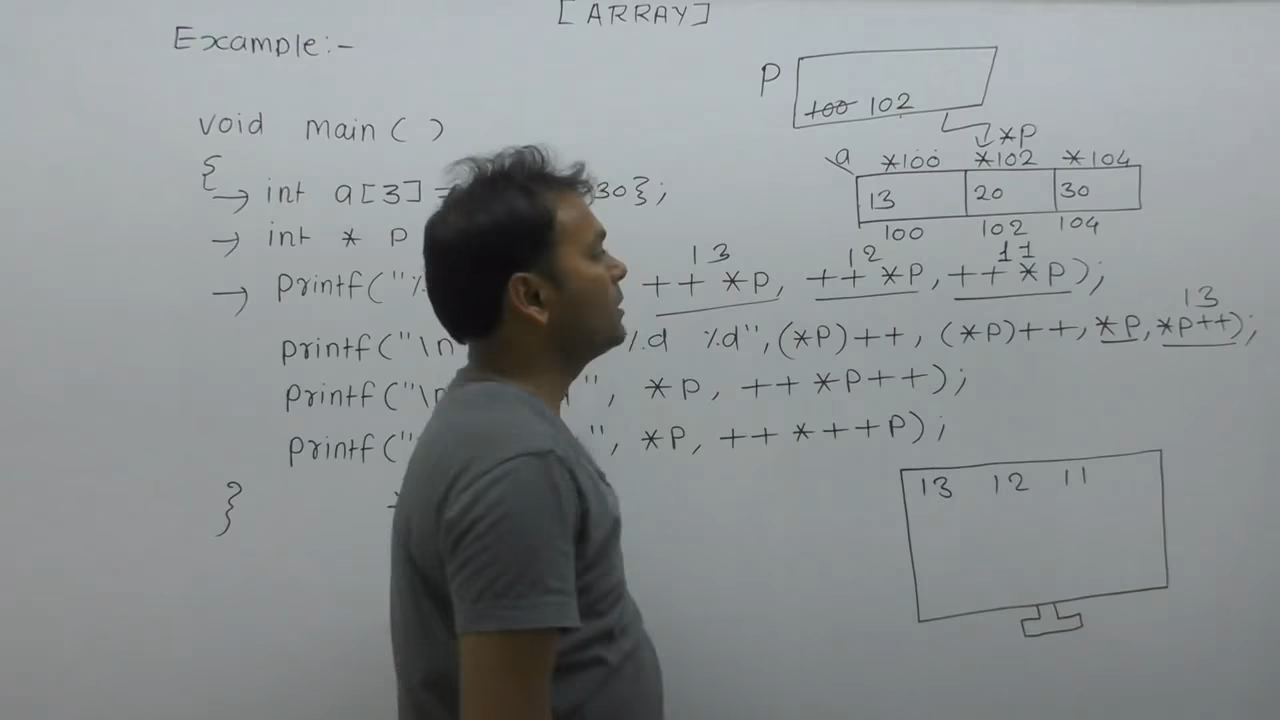 [ARRAY]
Example:-
void main( )
{
→ int a[3] = 30};
→ int * P
→ Printf("% ++ *P, ++ *P, ++ *P);
13 12 11
printf("\n %d %d", (*P)++, (*P)++, *P, *P++);
13
printf("\n ", *P, ++ *P++);
printf(" ", *P, ++ * ++P);
}
P
100 102
*P
a *100 *102 *104
13 20 30
100 102 104
13 12 11